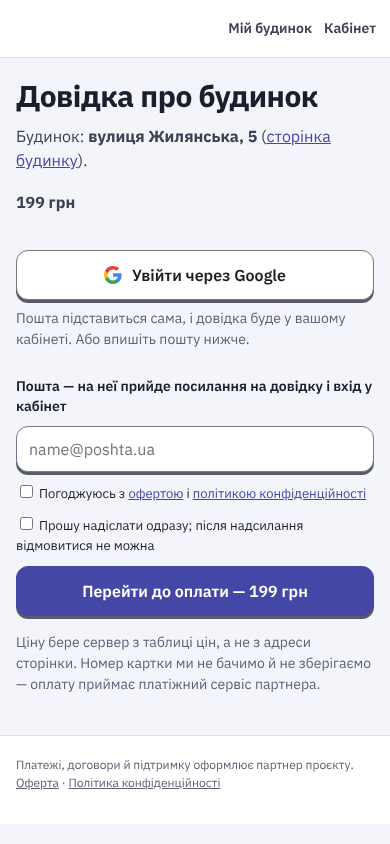 Мій будинок Кабінет
Довідка про будинок
Будинок: вулиця Жилянська, 5 (сторінка
будинку).
199 грн
Увійти через Google
Пошта підставиться сама, і довідка буде у вашому
кабінеті. Або впишіть пошту нижче.
Пошта — на неї прийде посилання на довідку і вхід у
кабінет
name@poshta.ua
Погоджуюсь з офертою і політикою конфіденційності
Прошу надіслати одразу; після надсилання
відмовитися не можна
Перейти до оплати — 199 грн
Ціну бере сервер з таблиці цін, а не з адреси
сторінки. Номер картки ми не бачимо й не зберігаємо
— оплату приймає платіжний сервіс партнера.
Платежі, договори й підтримку оформлює партнер проєкту.
Оферта · Політика конфіденційності